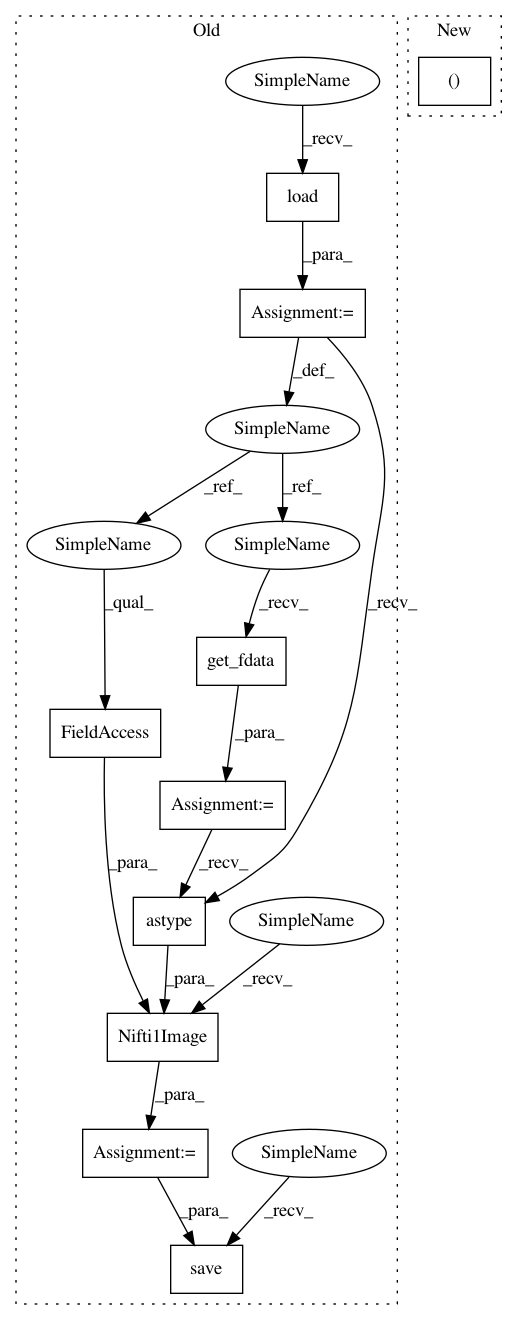 Old
New
SimpleName
()
_recv_
load
_para_
Assignment:=
_def_
SimpleName
_ref_
_ref_
SimpleName
SimpleName
_qual_
_recv_
_recv_
get_fdata
FieldAccess
_para_
Assignment:=
_para_
_recv_
astype
SimpleName
_para_
_recv_
Nifti1Image
_para_
Assignment:=
SimpleName
_para_
_recv_
save